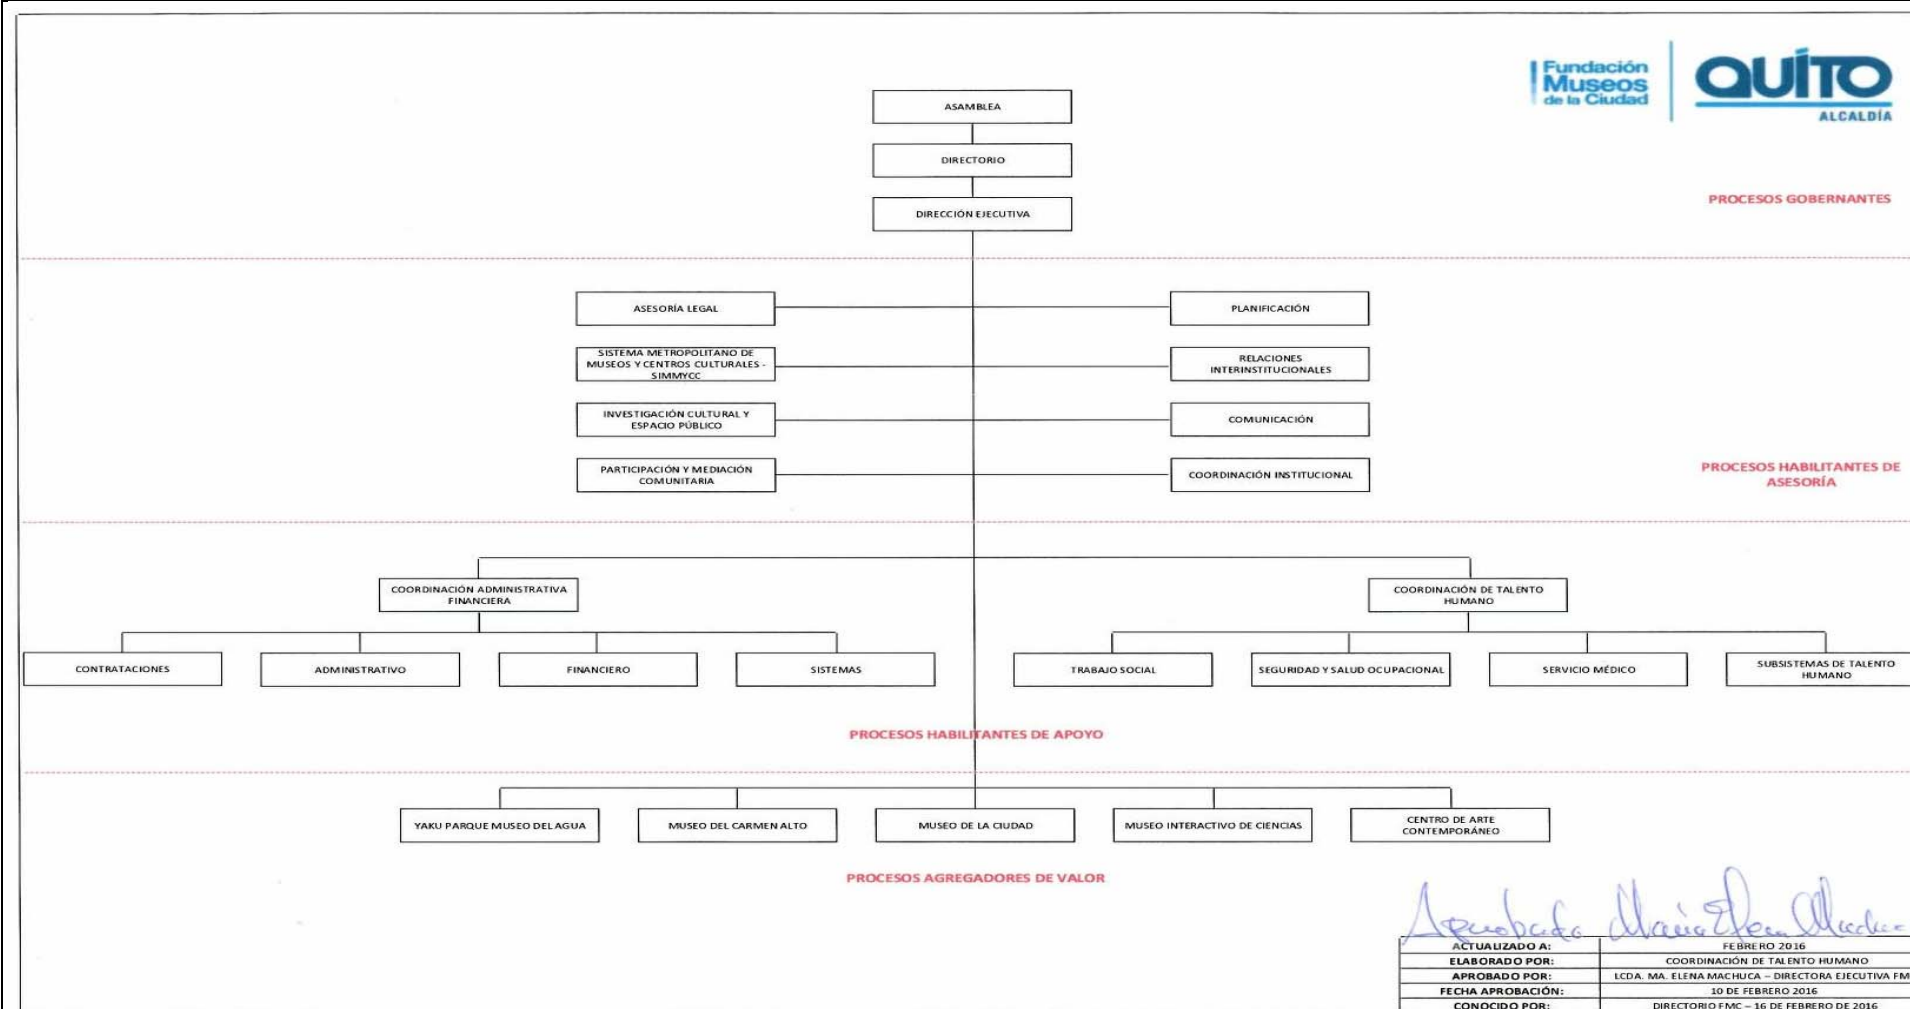 Fundación
Museos
de la Ciudad
QUITO
ALCALDÍA
ASAMBLEA
DIRECTORIO
DIRECCIÓN EJECUTIVA
PROCESOS GOBERNANTES
ASESORÍA LEGAL
PLANIFICACIÓN
SISTEMA METROPOLITANO DE
MUSEOS Y CENTROS CULTURALES -
SIMMYCC
RELACIONES
INTERINSTITUCIONALES
INVESTIGACIÓN CULTURAL Y
ESPACIO PÚBLICO
COMUNICACIÓN
PARTICIPACIÓN Y MEDIACIÓN
COMUNITARIA
COORDINACIÓN INSTITUCIONAL
PROCESOS HABILITANTES DE
ASESORÍA
COORDINACIÓN ADMINISTRATIVA
FINANCIERA
COORDINACIÓN DE TALENTO
HUMANO
CONTRATACIONES
ADMINISTRATIVO
FINANCIERO
SISTEMAS
TRABAJO SOCIAL
SEGURIDAD Y SALUD OCUPACIONAL
SERVICIO MÉDICO
SUBSISTEMAS DE TALENTO
HUMANO
PROCESOS HABILITANTES DE APOYO
YAKU PARQUE MUSEO DEL AGUA
MUSEO DEL CARMEN ALTO
MUSEO DE LA CIUDAD
MUSEO INTERACTIVO DE CIENCIAS
CENTRO DE ARTE
CONTEMPORÁNEO
PROCESOS AGREGADORES DE VALOR
Aprobado María Elena Machuca
ACTUALIZADO A: FEBRERO 2016
ELABORADO POR: COORDINACIÓN DE TALENTO HUMANO
APROBADO POR: LCDA. MA. ELENA MACHUCA – DIRECTORA EJECUTIVA FM
FECHA APROBACIÓN: 10 DE FEBRERO 2016
CONOCIDO POR: DIRECTORIO FMC – 16 DE FEBRERO DE 2016